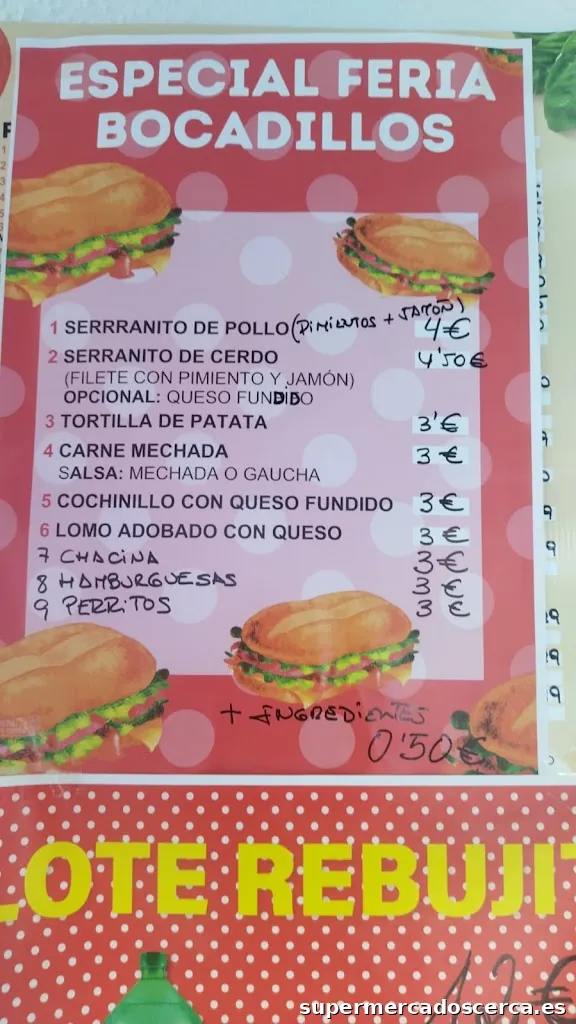 ESPECIAL FERIA
BOCADILLOS
1 SERRRANITO DE POLLO (PIMIENTOS + JAMÓN) 4€
2 SERRANITO DE CERDO 4'50€
(FILETE CON PIMIENTO Y JAMÓN)
OPCIONAL: QUESO FUNDIDO
3 TORTILLA DE PATATA 3'€
4 CARNE MECHADA 3€
SALSA: MECHADA O GAUCHA
5 COCHINILLO CON QUESO FUNDIDO 3€
6 LOMO ADOBADO CON QUESO 3€
7 CHACINA 3€
8 HAMBURGUESAS 3€
9 PERRITOS 3€
+ INGREDIENTES
0'50€
LOTE REBUJIT
supermercadoscerca.es